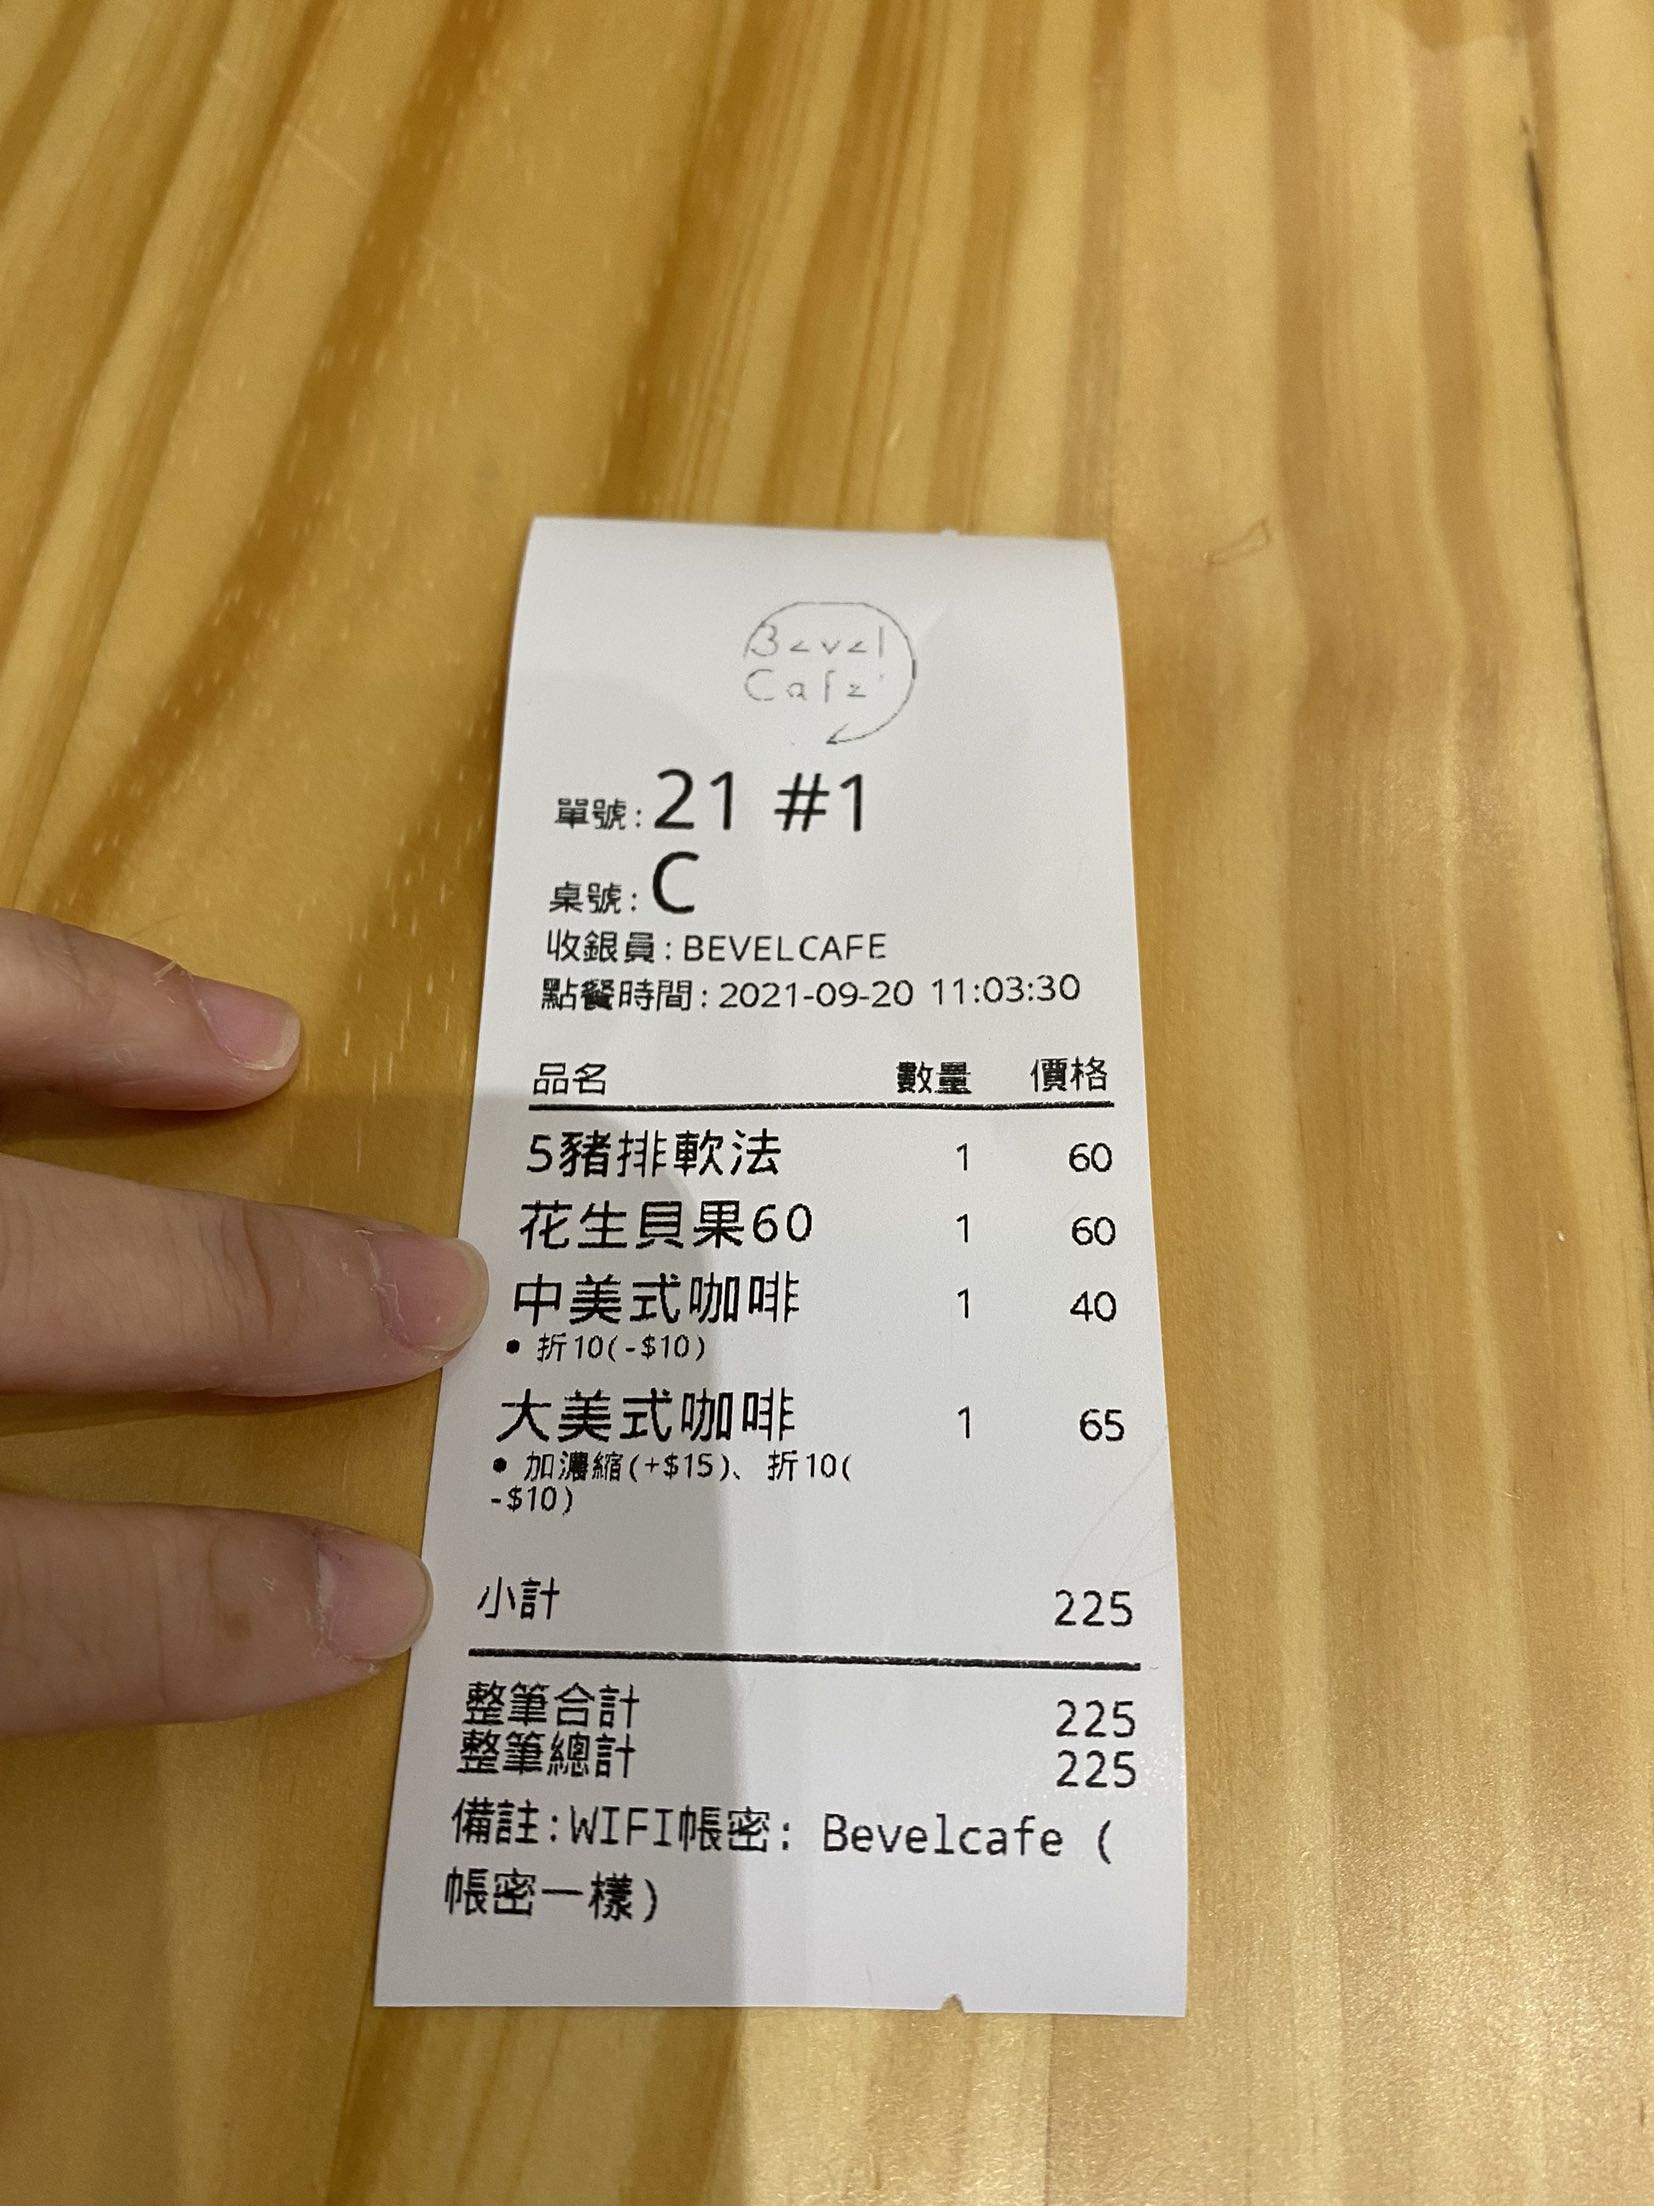 Bevel
Cafe
單號:21 #1
桌號:C
收銀員:BEVELCAFE
點餐時間:2021-09-20 11:03:30
品名 數量 價格
5豬排軟法 1 60
花生貝果60 1 60
中美式咖啡 1 40
• 折10(-$10)
大美式咖啡 1 65
• 加濃縮(+$15)、折10(
-$10)
小計 225
整筆合計 225
整筆總計 225
備註:WIFI帳密: Bevelcafe (
帳密一樣)